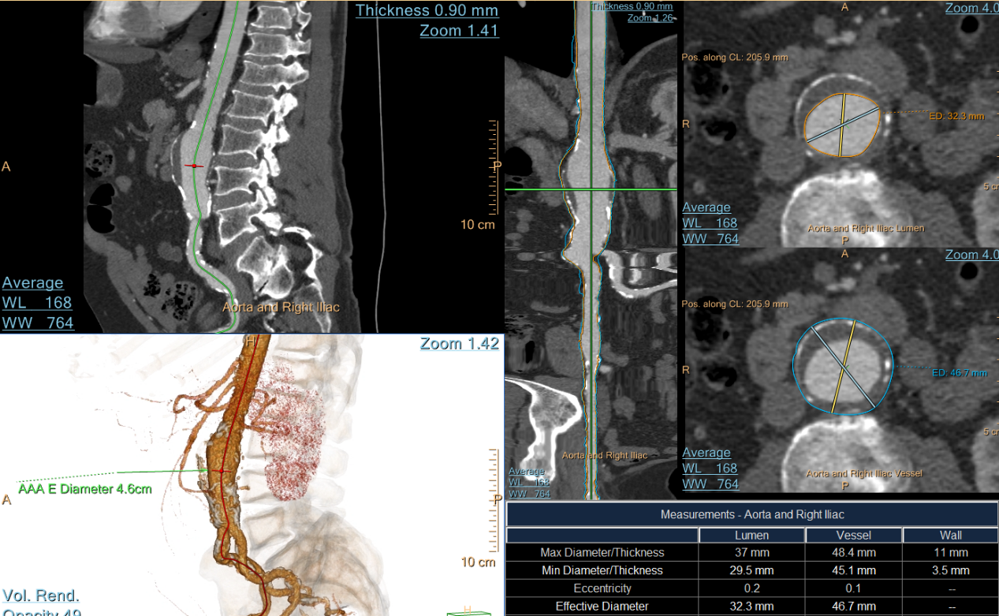 Thickness 0.90 mm
Zoom 1.41
A
P
10 cm
Average
WL 168
WW 764
Aorta and Right Iliac
Thickness 0.90 mm
Zoom 1.26
Aorta and Right Iliac
Average
WL 168
WW 764
A
Zoom 4.0
Pos. along CL: 205.9 mm
R
ED: 32.3 mm
5 cm
Average
WL 168
WW 764
Aorta and Right Iliac Lumen
P
A
Zoom 4.0
Pos. along CL: 205.9 mm
R
ED: 46.7 mm
5 cm
Average
WL 168
WW 764
Aorta and Right Iliac Vessel
P
H
Zoom 1.42
AAA E Diameter 4.6cm
A
P
10 cm
Vol. Rend.
Opacity 49
H
Measurements - Aorta and Right Iliac
Lumen Vessel Wall
Max Diameter/Thickness 37 mm 48.4 mm 11 mm
Min Diameter/Thickness 29.5 mm 45.1 mm 3.5 mm
Eccentricity 0.2 0.1 --
Effective Diameter 32.3 mm 46.7 mm --